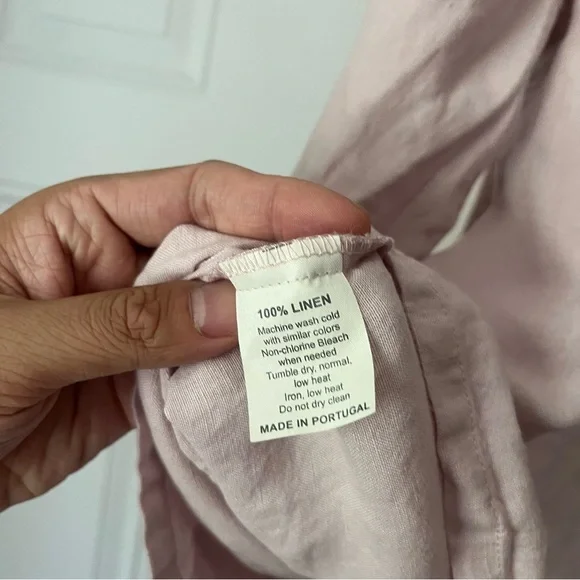 100% LINEN
Machine wash cold
with similar colors
Non-chlorine Bleach
when needed
Tumble dry, normal,
low heat
Iron, low heat
Do not dry clean
MADE IN PORTUGAL